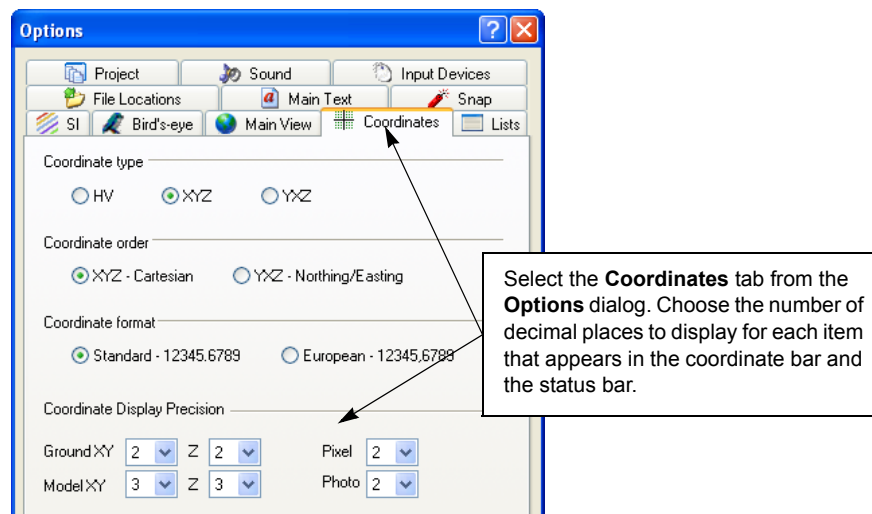 Options
Project Sound Input Devices
File Locations Main Text Snap
SI Bird's-eye Main View Coordinates Lists
Coordinate type
HV XYZ YXZ
Coordinate order
XYZ - Cartesian YXZ - Northing/Easting
Coordinate format
Standard - 12345.6789 European - 12345,6789
Coordinate Display Precision
Ground XY 2 Z 2 Pixel 2
Model XY 3 Z 3 Photo 2
Select the Coordinates tab from the
Options dialog. Choose the number of
decimal places to display for each item
that appears in the coordinate bar and
the status bar.